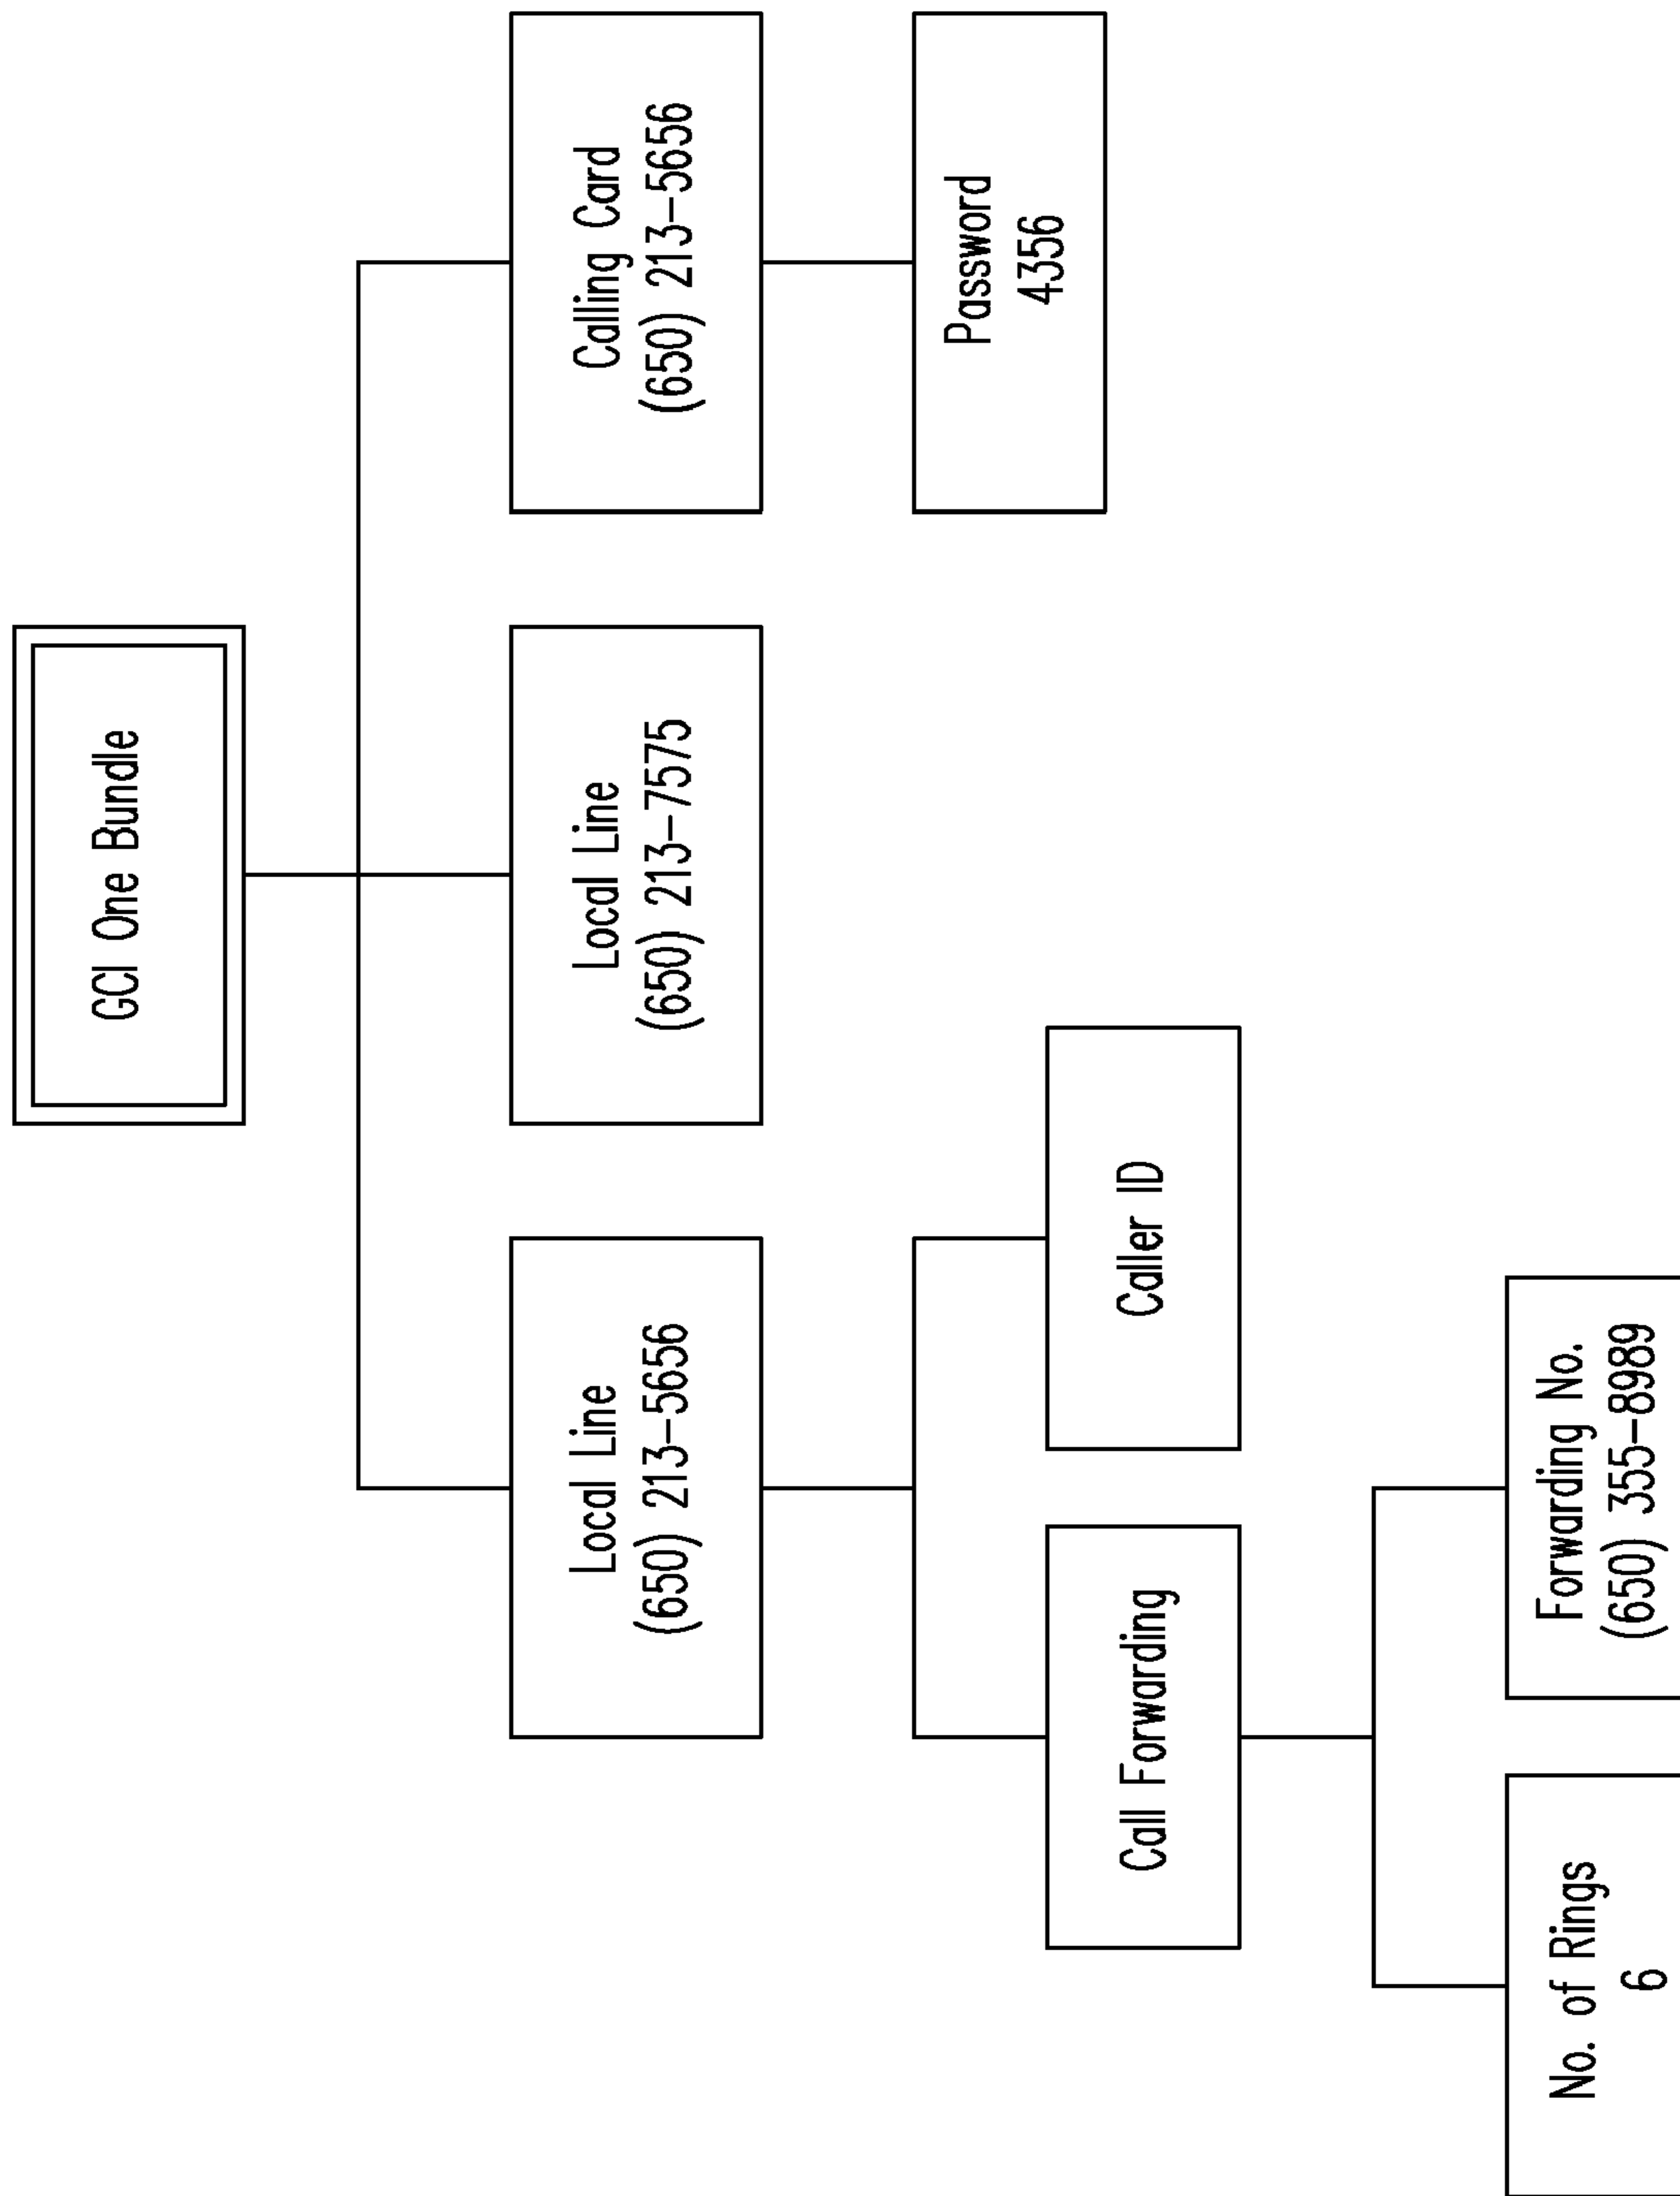 GCI One Bundle
Local Line
(650) 213-5656
Local Line
(650) 213-7575
Calling Card
(650) 213-5656
Call Forwarding
Caller ID
Password
4356
No. of Rings
6
Forwarding No.
(650) 355-8989